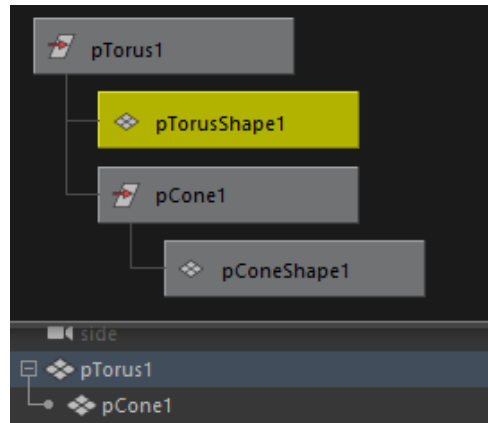 pTorus1
pTorusShape1
pCone1
pConeShape1
side
pTorus1
pCone1